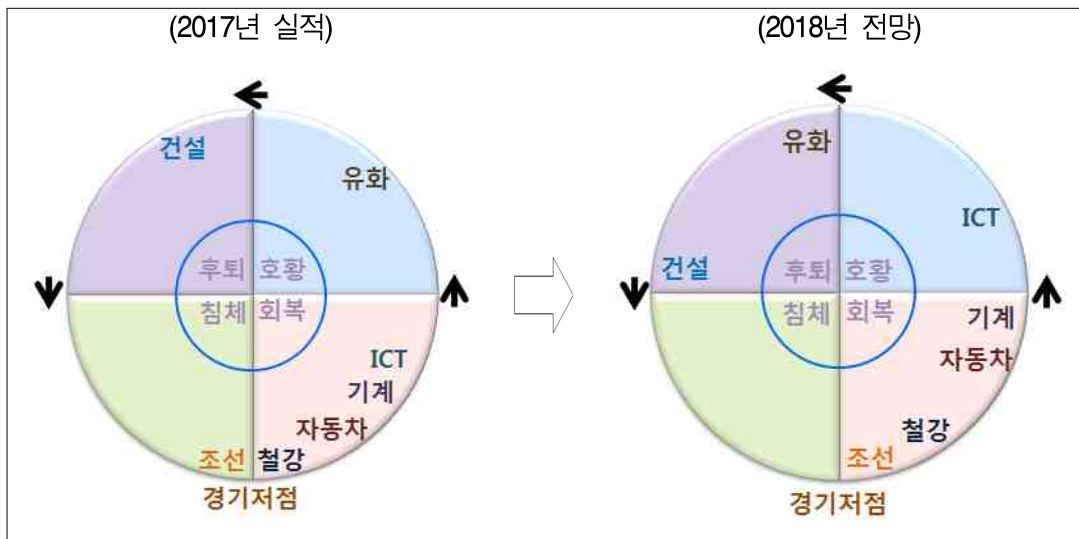 (2017년 실적)
건설
유화
후퇴 호황
침체 회복
ICT
기계
자동차
조선 철강
경기저점
(2018년 전망)
유화
ICT
건설
후퇴 호황
침체 회복
기계
자동차
철강
조선
경기저점